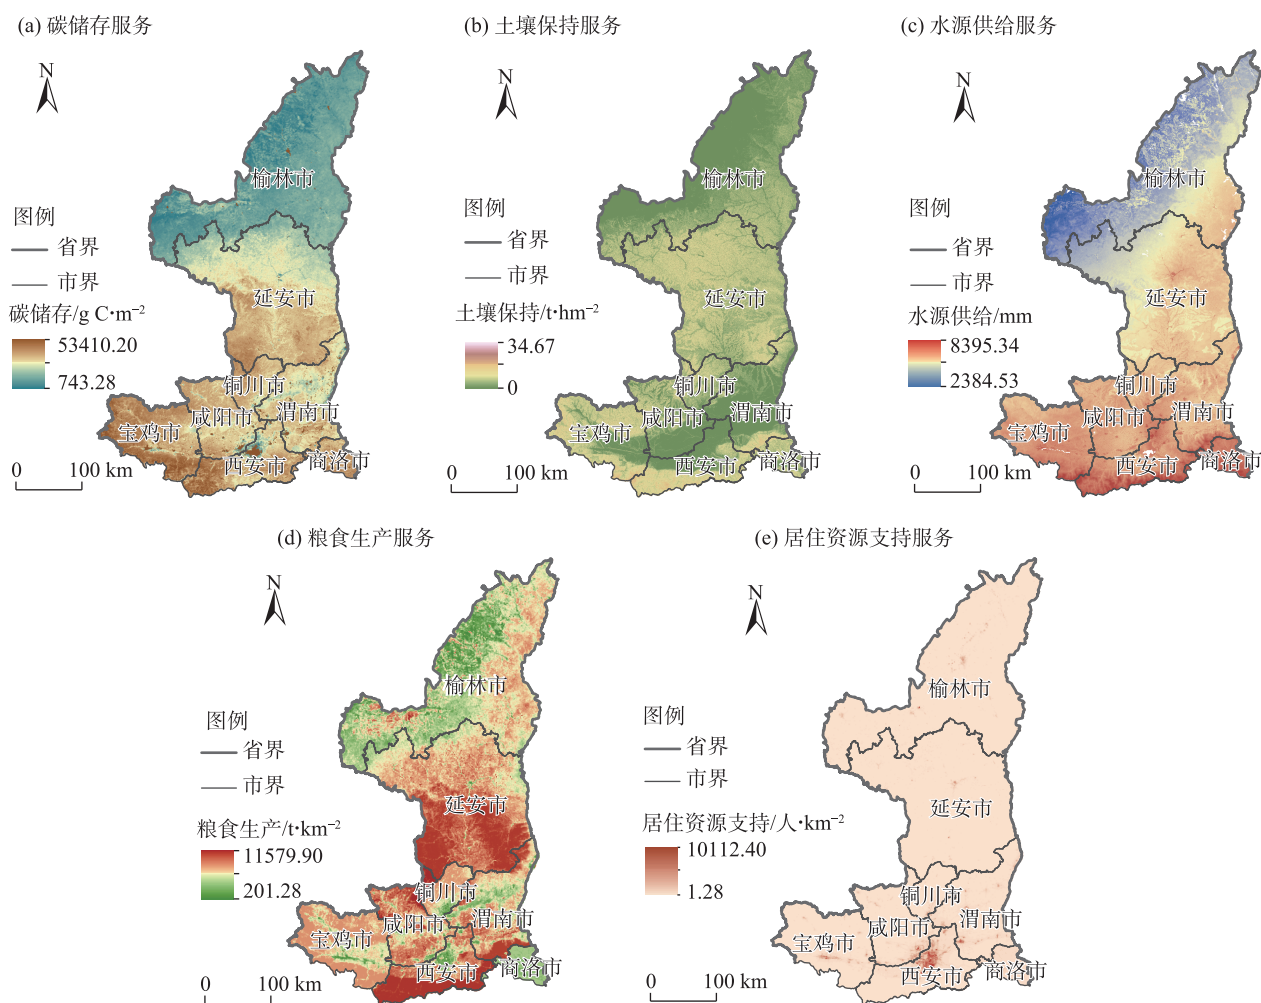 (a) 碳储存服务
N
榆林市
图例
省界
市界
延安市
碳储存/g C·m⁻²
53410.20
743.28
铜川市
咸阳市
渭南市
宝鸡市
西安市
商洛市
0 100 km
(b) 土壤保持服务
N
榆林市
图例
省界
市界
延安市
土壤保持/t·hm⁻²
34.67
0
铜川市
咸阳市
渭南市
宝鸡市
西安市
商洛市
0 100 km
(c) 水源供给服务
N
榆林市
图例
省界
市界
延安市
水源供给/mm
8395.34
2384.53
铜川市
咸阳市
渭南市
宝鸡市
西安市
商洛市
0 100 km
(d) 粮食生产服务
N
榆林市
图例
省界
市界
延安市
粮食生产/t·km⁻²
11579.90
201.28
铜川市
咸阳市
渭南市
宝鸡市
西安市
商洛市
0 100 km
(e) 居住资源支持服务
N
榆林市
图例
省界
市界
延安市
居住资源支持/人·km⁻²
10112.40
1.28
铜川市
咸阳市
渭南市
宝鸡市
西安市
商洛市
0 100 km